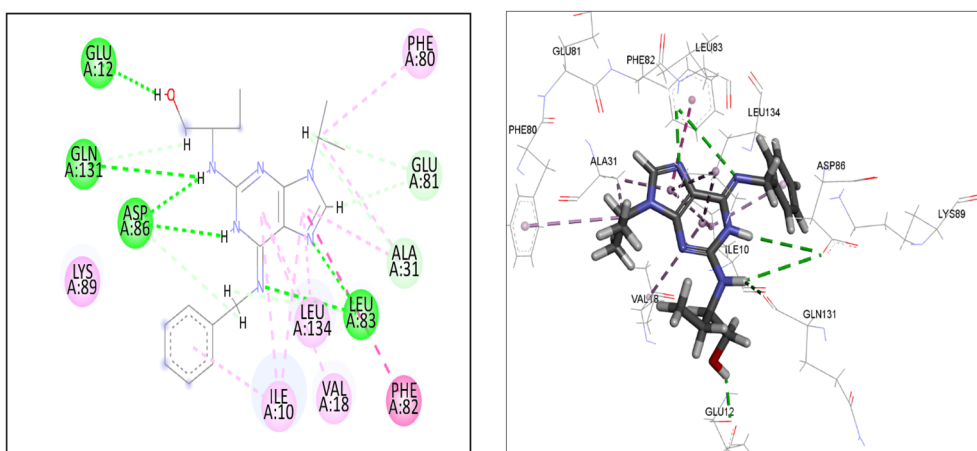 PHE
A:80
GLU
A:12
H
O
H
H
GLN
131
GLU
A:81
N
H
N
N
N
H
ASP
86
H
N
N
N
ALA
A:31
LYS
A:89
N
LEU
A:83
H
H
LEU
A:134
PHE
A:82
ILE
A:10
VAL
A:18
GLU81
LEU83
PHE82
PHE80
LEU134
ALA31
ASP86
LYS89
ILE10
VAL18
GLN131
GLU12